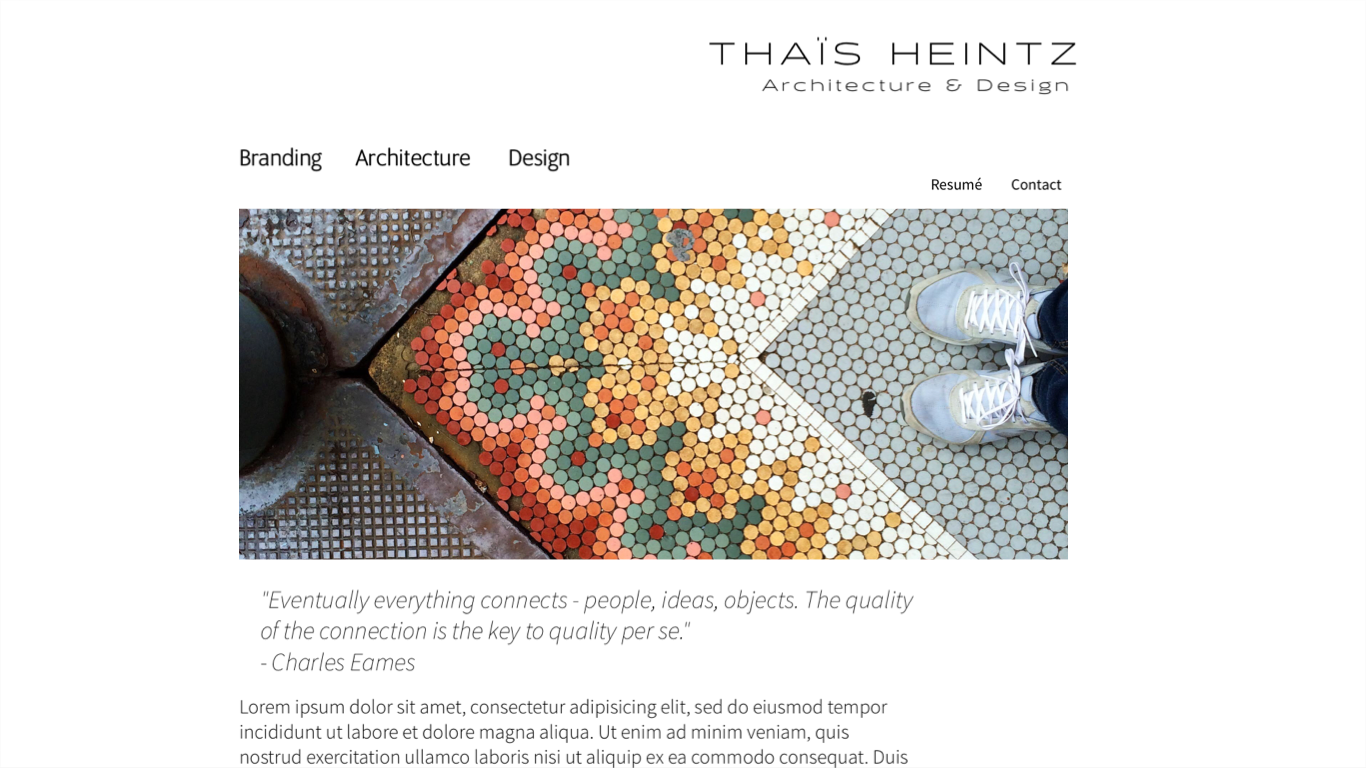 THAÏS HEINTZ
Architecture & Design
Branding Architecture Design
Resumé Contact
"Eventually everything connects - people, ideas, objects. The quality
of the connection is the key to quality per se."
- Charles Eames
Lorem ipsum dolor sit amet, consectetur adipisicing elit, sed do eiusmod tempor
incididunt ut labore et dolore magna aliqua. Ut enim ad minim veniam, quis
nostrud exercitation ullamco laboris nisi ut aliquip ex ea commodo consequat. Duis